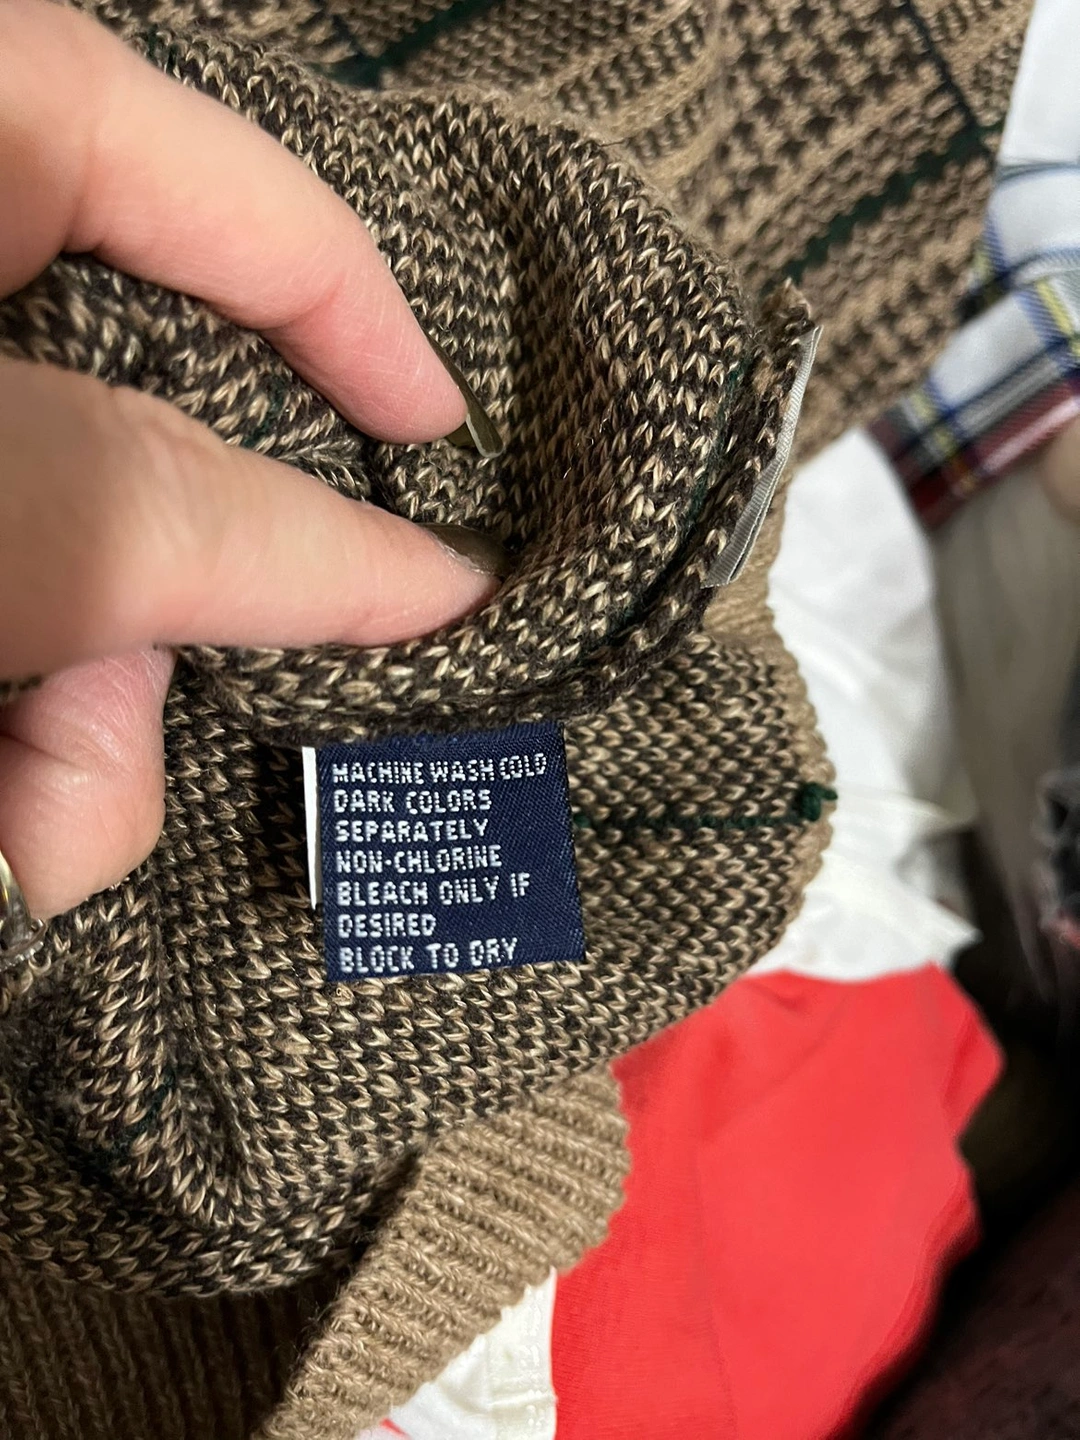 MACHINE WASH COLD
DARK COLORS
SEPARATELY
NON-CHLORINE
BLEACH ONLY IF
DESIRED
BLOCK TO DRY